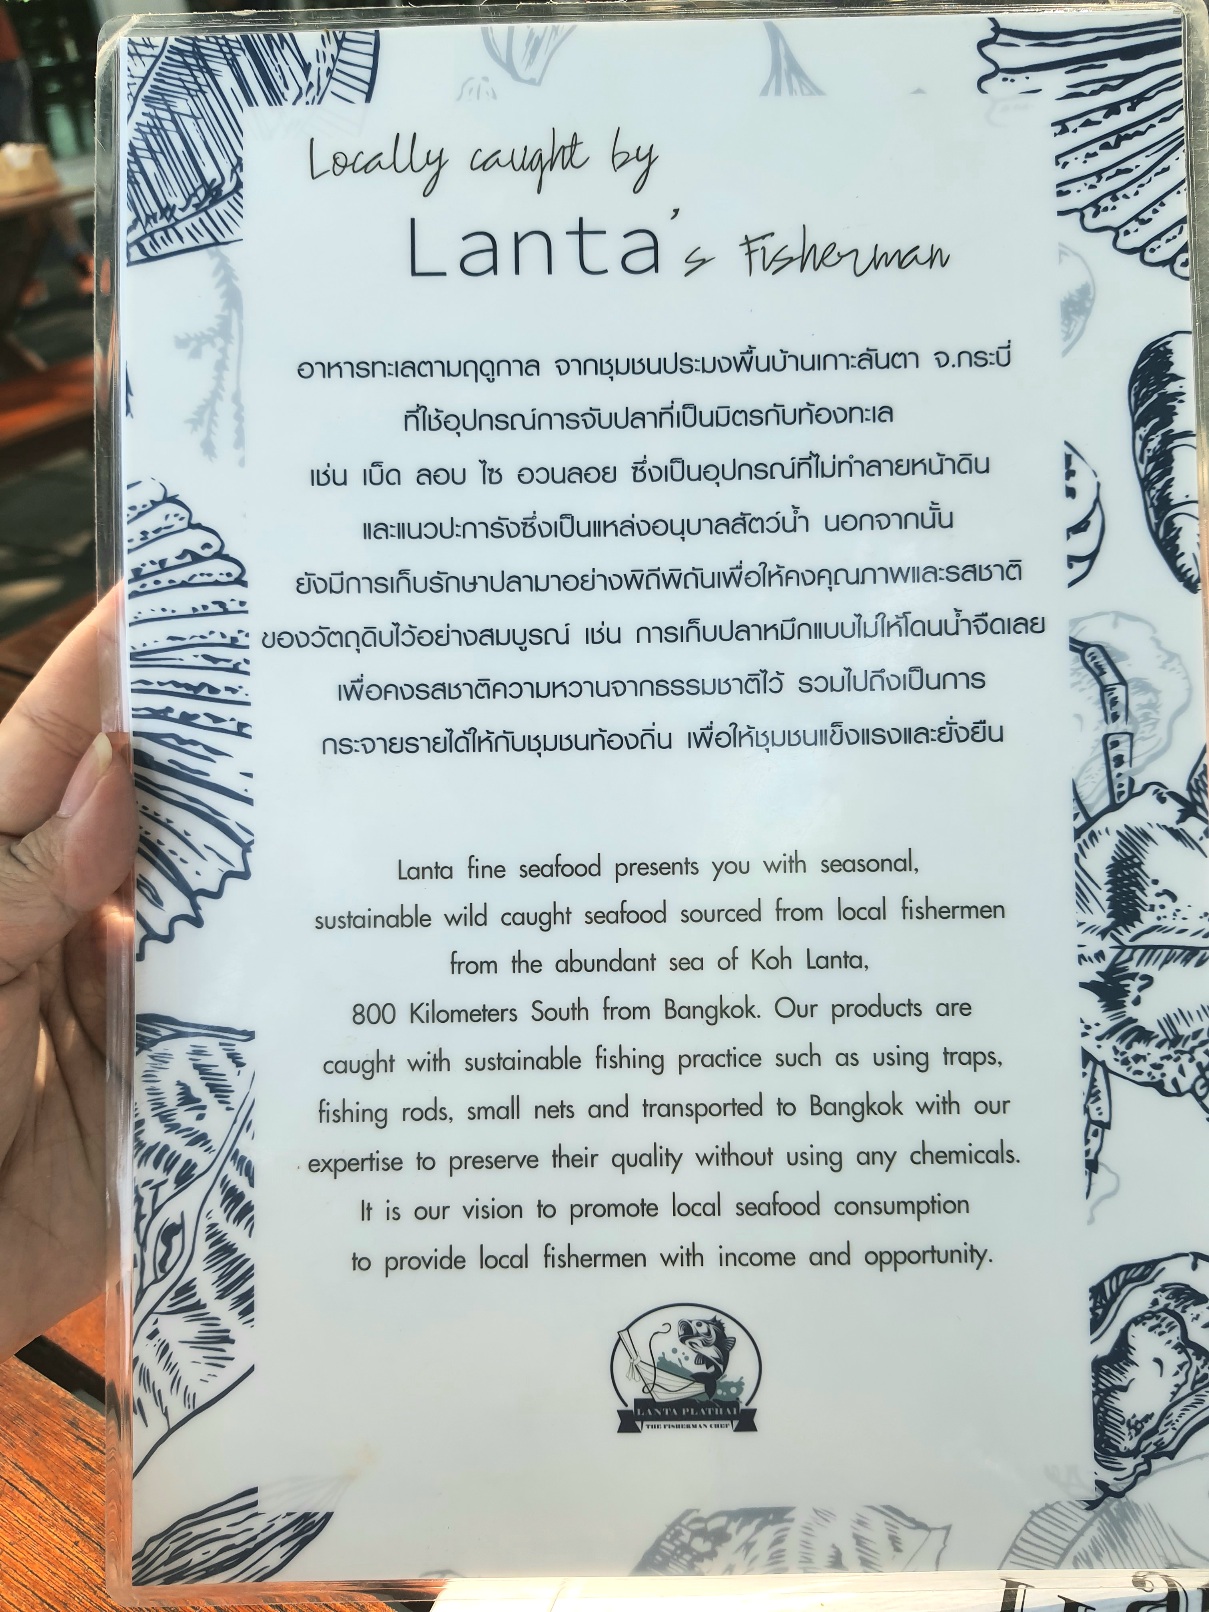 Locally caught by
Lanta's Fisherman
อาหารทะเลตามฤดูกาล จากชุมชนประมงพื้นบ้านเกาะลันตา จ.กระบี่
ที่ใช้อุปกรณ์การจับปลาที่เป็นมิตรกับท้องทะเล
เช่น เบ็ด ลอบ ไซ อวนลอย ซึ่งเป็นอุปกรณ์ที่ไม่ทำลายหน้าดิน
และแนวปะการังซึ่งเป็นแหล่งอนุบาลสัตว์น้ำ นอกจากนั้น
ยังมีการเก็บรักษาปลามาอย่างพิถีพิถันเพื่อให้คงคุณภาพและรสชาติ
ของวัตถุดิบไว้อย่างสมบูรณ์ เช่น การเก็บปลาหมึกแบบไม่ให้โดนน้ำจืดเลย
เพื่อคงรสชาติความหวานจากธรรมชาติไว้ รวมไปถึงเป็นการ
กระจายรายได้ให้กับชุมชนท้องถิ่น เพื่อให้ชุมชนแข็งแรงและยั่งยืน
Lanta fine seafood presents you with seasonal,
sustainable wild caught seafood sourced from local fishermen
from the abundant sea of Koh Lanta,
800 Kilometers South from Bangkok. Our products are
caught with sustainable fishing practice such as using traps,
fishing rods, small nets and transported to Bangkok with our
expertise to preserve their quality without using any chemicals.
It is our vision to promote local seafood consumption
to provide local fishermen with income and opportunity.
LANTA PLATHAI
THE FISHERMAN CHEF